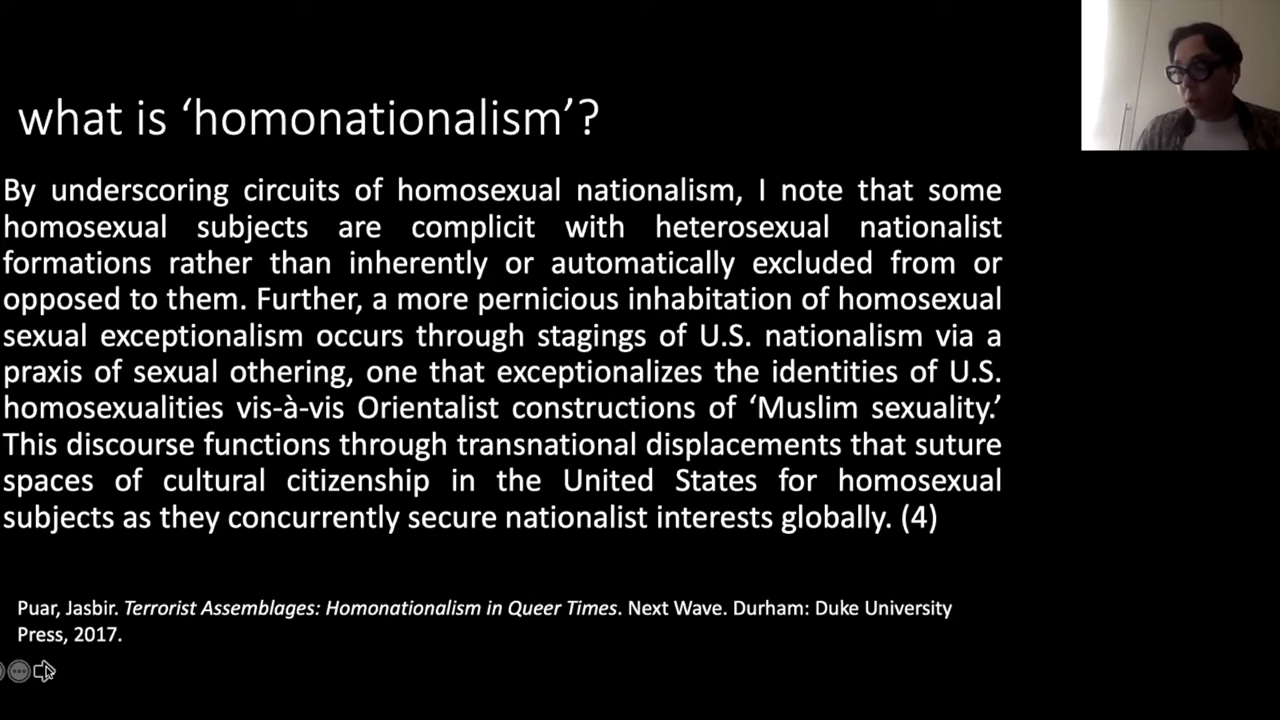 what is ‘homonationalism’?
By underscoring circuits of homosexual nationalism, I note that some
homosexual subjects are complicit with heterosexual nationalist
formations rather than inherently or automatically excluded from or
opposed to them. Further, a more pernicious inhabitation of homosexual
sexual exceptionalism occurs through stagings of U.S. nationalism via a
praxis of sexual othering, one that exceptionalizes the identities of U.S.
homosexualities vis-à-vis Orientalist constructions of ‘Muslim sexuality.’
This discourse functions through transnational displacements that suture
spaces of cultural citizenship in the United States for homosexual
subjects as they concurrently secure nationalist interests globally. (4)
Puar, Jasbir. Terrorist Assemblages: Homonationalism in Queer Times. Next Wave. Durham: Duke University
Press, 2017.